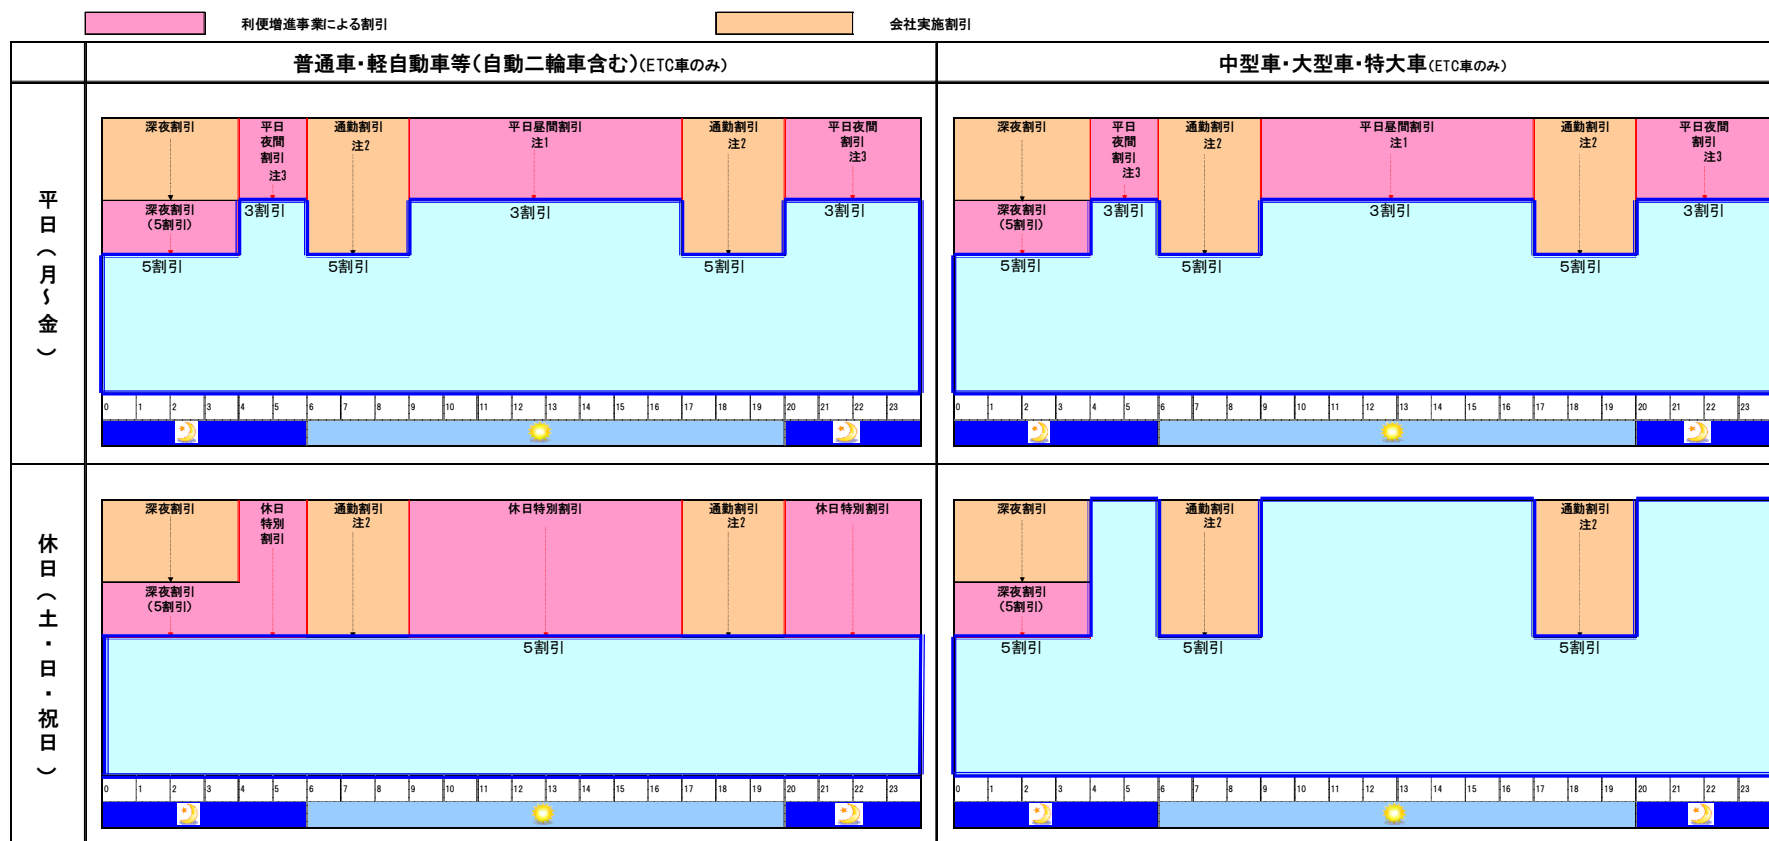 利便増進事業による割引
会社実施割引
普通車・軽自動車等(自動二輪車含む)(ETC車のみ)
中型車・大型車・特大車(ETC車のみ)
平日(月~金)
深夜割引
平日
夜間
割引
注3
通勤割引
注2
平日昼間割引
注1
通勤割引
注2
平日夜間
割引
注3
深夜割引
(5割引)
5割引
3割引
5割引
3割引
5割引
3割引
0 1 2 3 4 5 6 7 8 9 10 11 12 13 14 15 16 17 18 19 20 21 22 23
深夜割引
平日
夜間
割引
注3
通勤割引
注2
平日昼間割引
注1
通勤割引
注2
平日夜間
割引
注3
深夜割引
(5割引)
5割引
3割引
5割引
3割引
5割引
3割引
0 1 2 3 4 5 6 7 8 9 10 11 12 13 14 15 16 17 18 19 20 21 22 23
休日(土・日・祝日)
深夜割引
休日
特別
割引
通勤割引
注2
休日特別割引
通勤割引
注2
休日特別割引
深夜割引
(5割引)
5割引
0 1 2 3 4 5 6 7 8 9 10 11 12 13 14 15 16 17 18 19 20 21 22 23
深夜割引
通勤割引
注2
通勤割引
注2
深夜割引
(5割引)
5割引
5割引
5割引
0 1 2 3 4 5 6 7 8 9 10 11 12 13 14 15 16 17 18 19 20 21 22 23